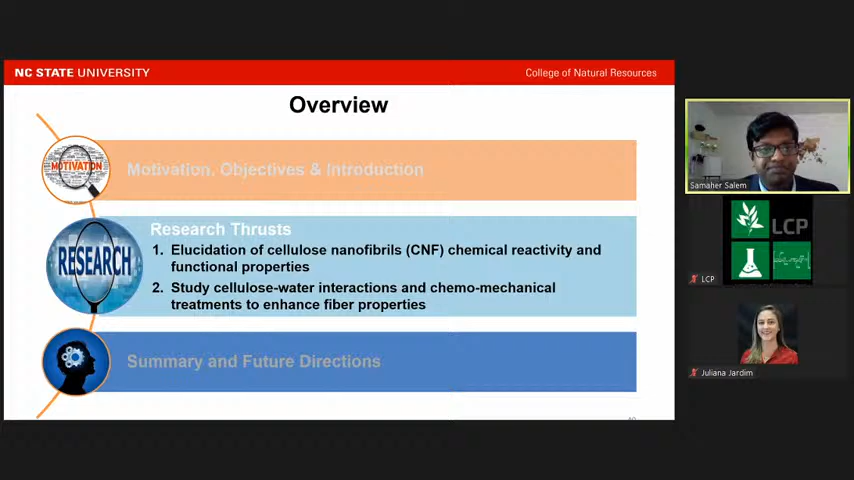 NC STATE UNIVERSITY
College of Natural Resources
Overview
MOTIVATION
Motivation, Objectives & Introduction
Research Thrusts
RESEARCH
1. Elucidation of cellulose nanofibrils (CNF) chemical reactivity and
functional properties
2. Study cellulose-water interactions and chemo-mechanical
treatments to enhance fiber properties
Summary and Future Directions
Samaher Salem
LCP
LCP
Juliana Jardim